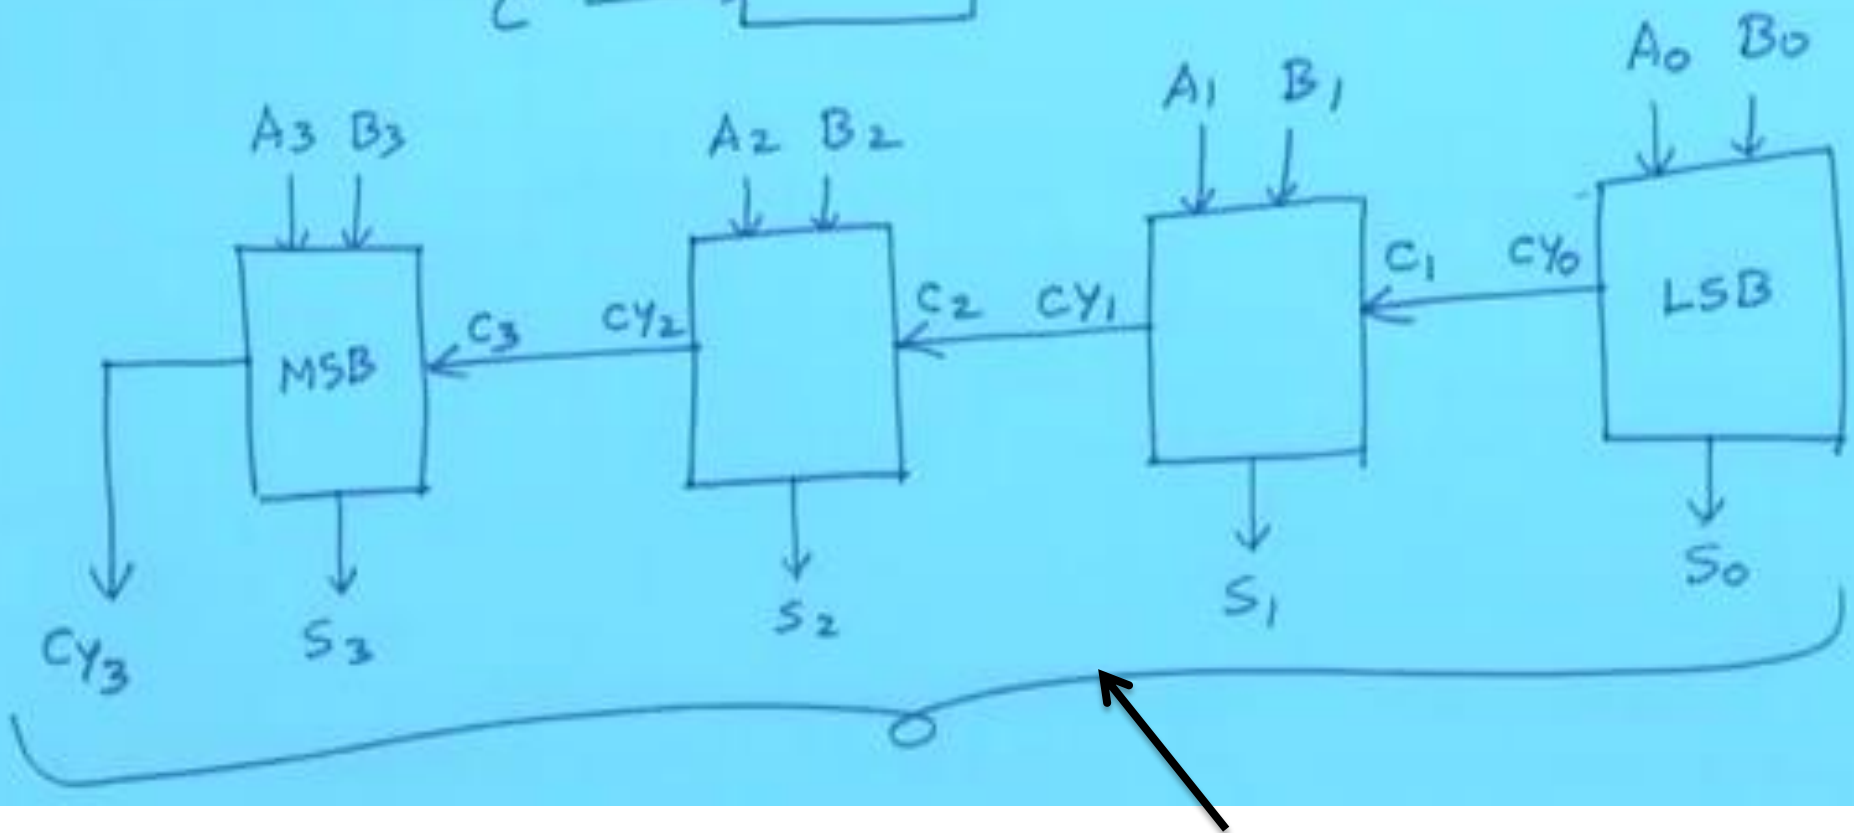 C
A0 B0
A1 B1
A3 B3 A2 B2
C1 CY0 LSB
C3 CY2 C2 CY1
MSB
S0
S1
S2
CY3 S3